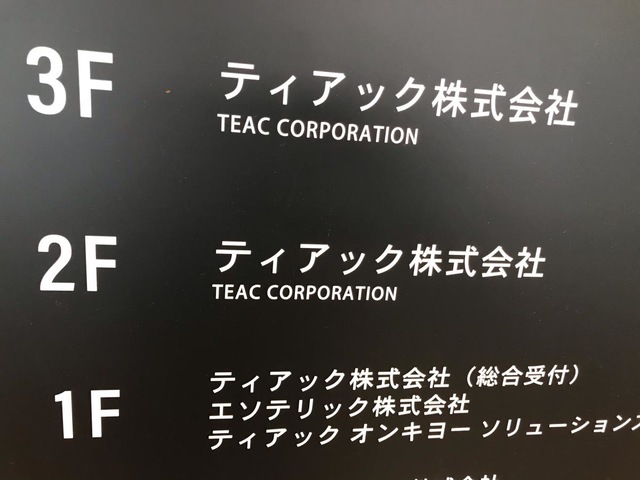 3F ティアック株式会社
TEAC CORPORATION
2F ティアック株式会社
TEAC CORPORATION
1F ティアック株式会社（総合受付）
エソテリック株式会社
ティアック オンキヨー ソリューションズ